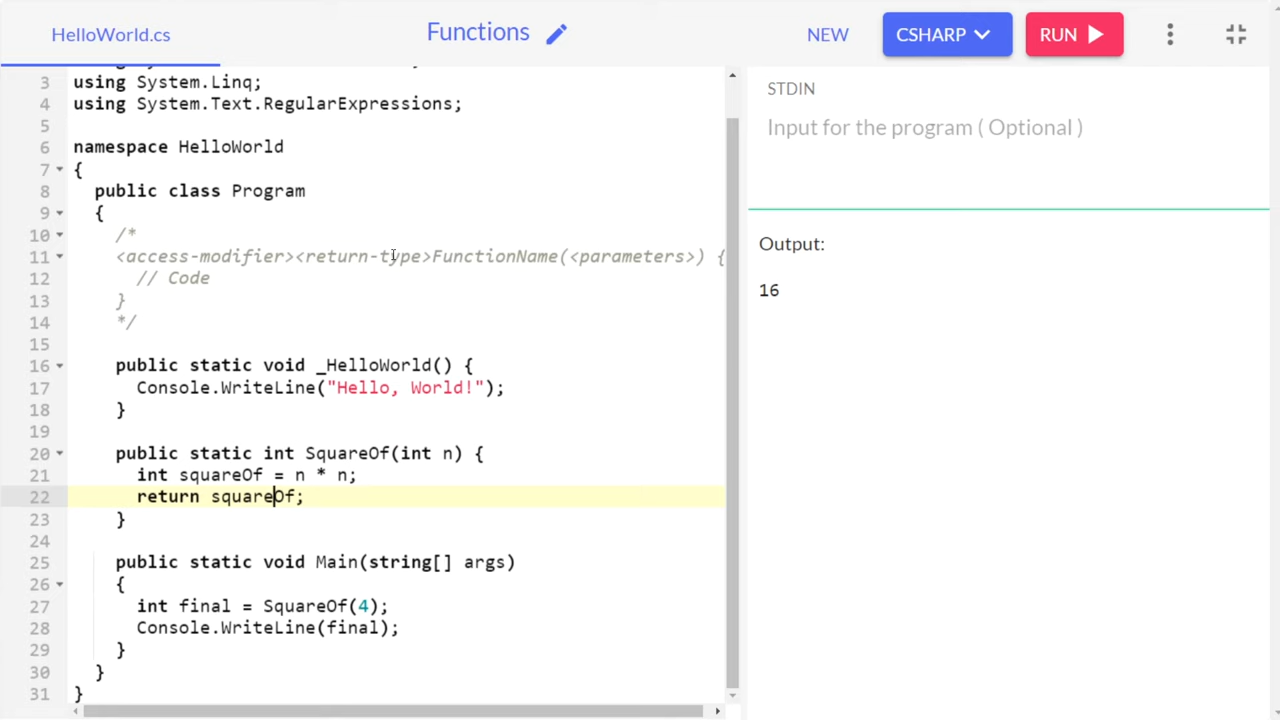 HelloWorld.cs
Functions
NEW
CSHARP
RUN
3 using System.Linq;
4 using System.Text.RegularExpressions;
5
6 namespace HelloWorld
7 {
8 public class Program
9 {
10 /*
11 <access-modifier><return-type>FunctionName(<parameters>) {
12 // Code
13 }
14 */
15
16 public static void _HelloWorld() {
17 Console.WriteLine("Hello, World!");
18 }
19
20 public static int SquareOf(int n) {
21 int squareOf = n * n;
22 return squareOf;
23 }
24
25 public static void Main(string[] args)
26 {
27 int final = SquareOf(4);
28 Console.WriteLine(final);
29 }
30 }
31 }
STDIN
Input for the program ( Optional )
Output:
16